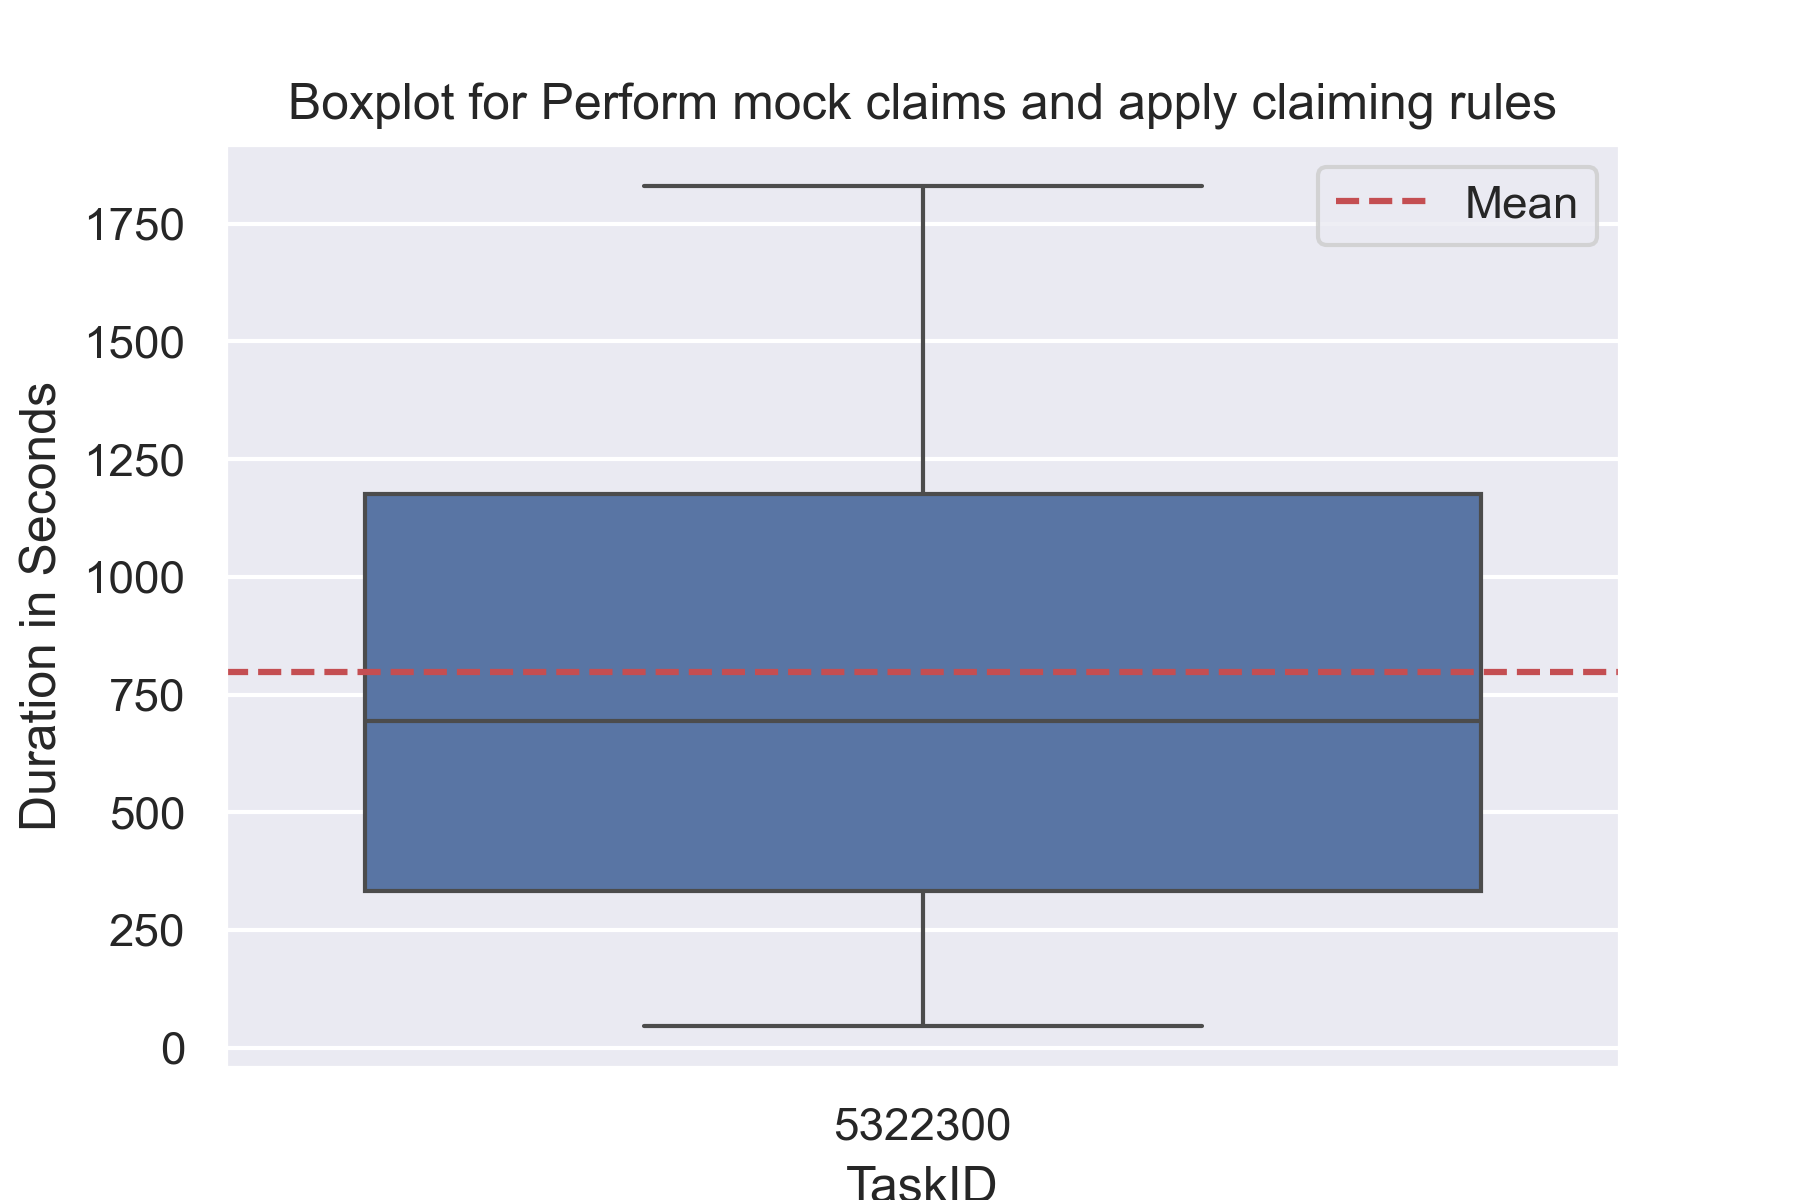 Boxplot for Perform mock claims and apply claiming rules
Mean
1750
1500
1250
1000
750
500
250
0
Duration in Seconds
5322300
TaskID